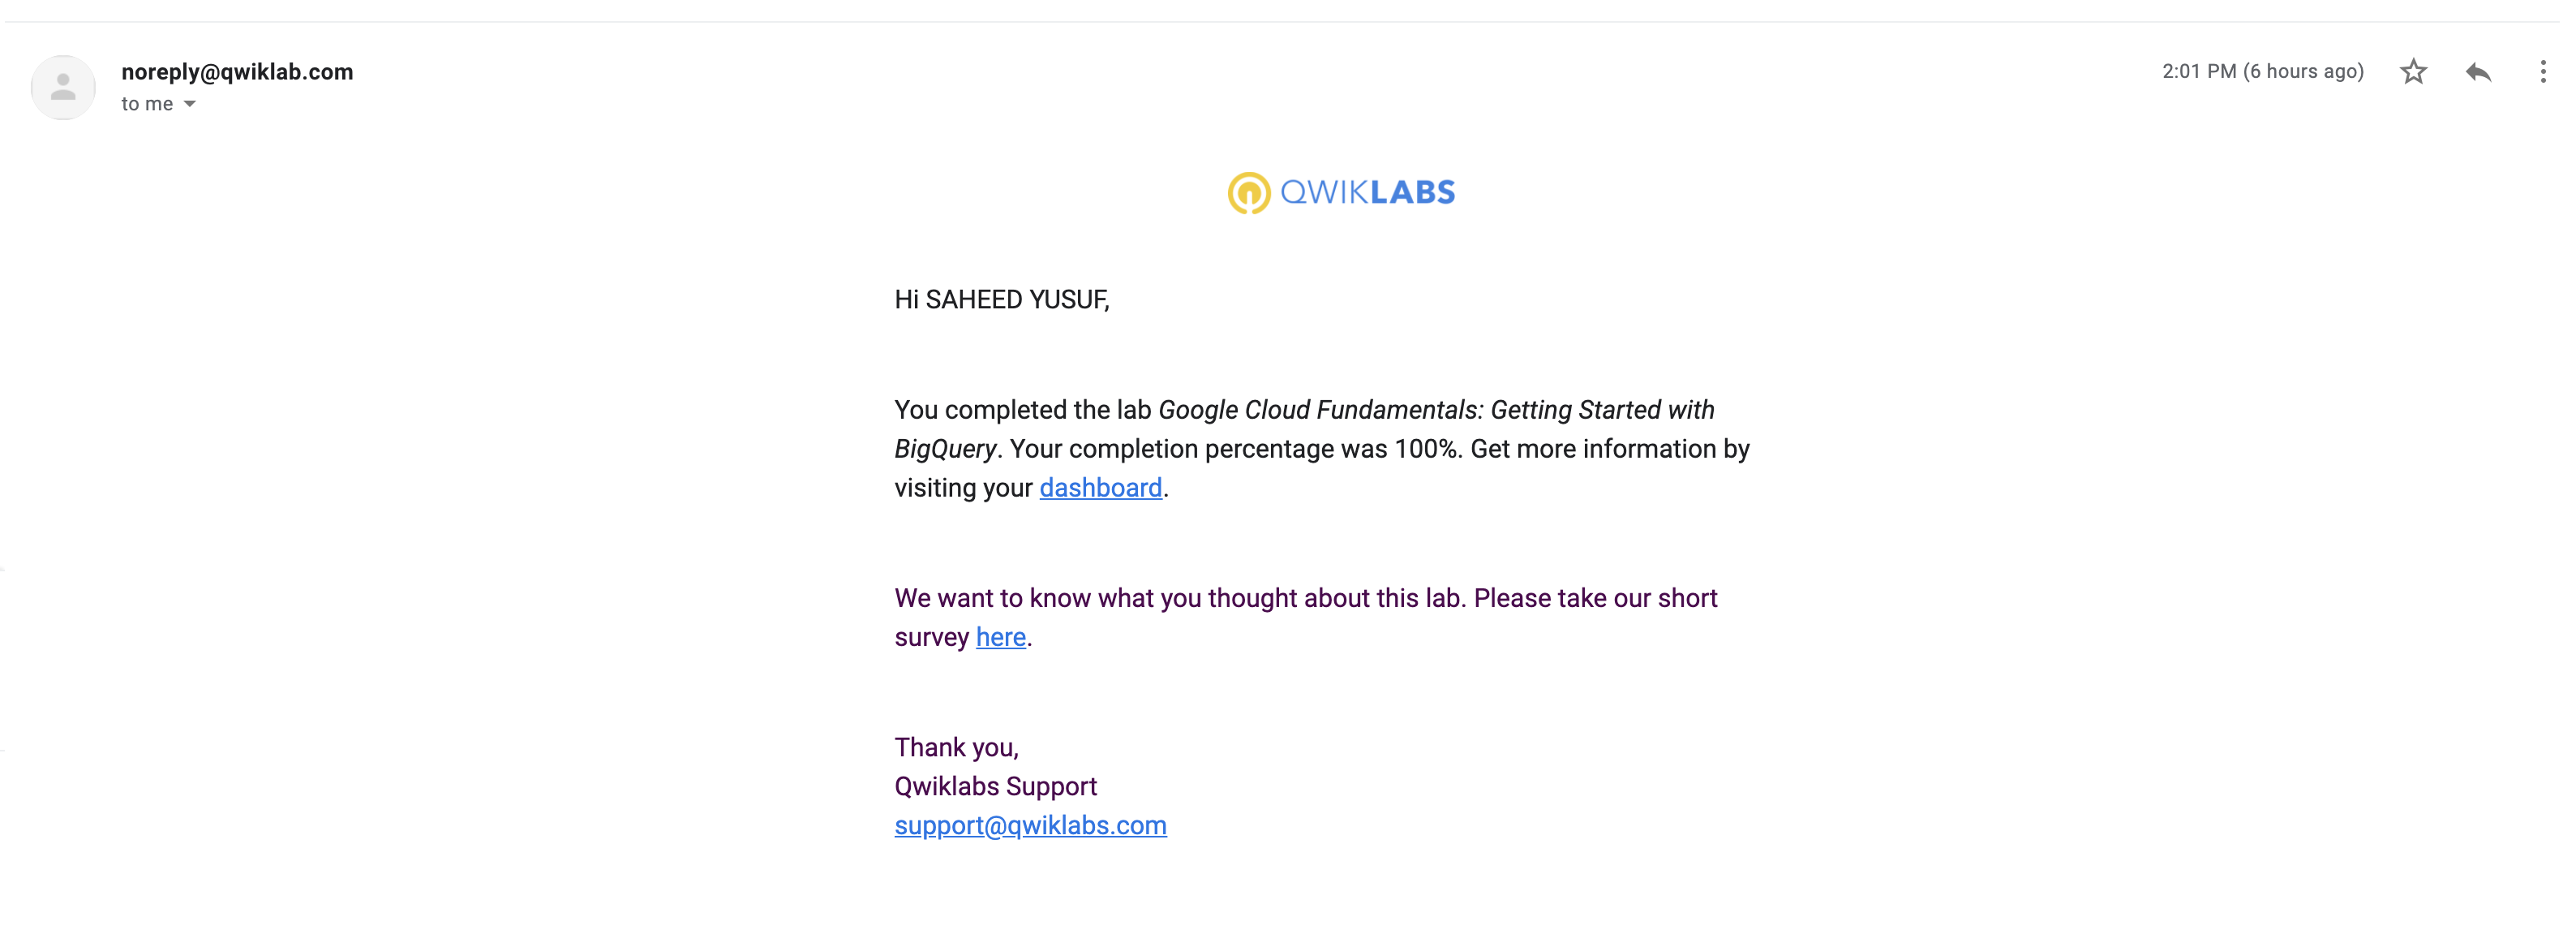 noreply@qwiklab.com
2:01 PM (6 hours ago)
to me
QWIKLABS
Hi SAHEED YUSUF,
You completed the lab Google Cloud Fundamentals: Getting Started with
BigQuery. Your completion percentage was 100%. Get more information by
visiting your dashboard.
We want to know what you thought about this lab. Please take our short
survey here.
Thank you,
Qwiklabs Support
support@qwiklabs.com